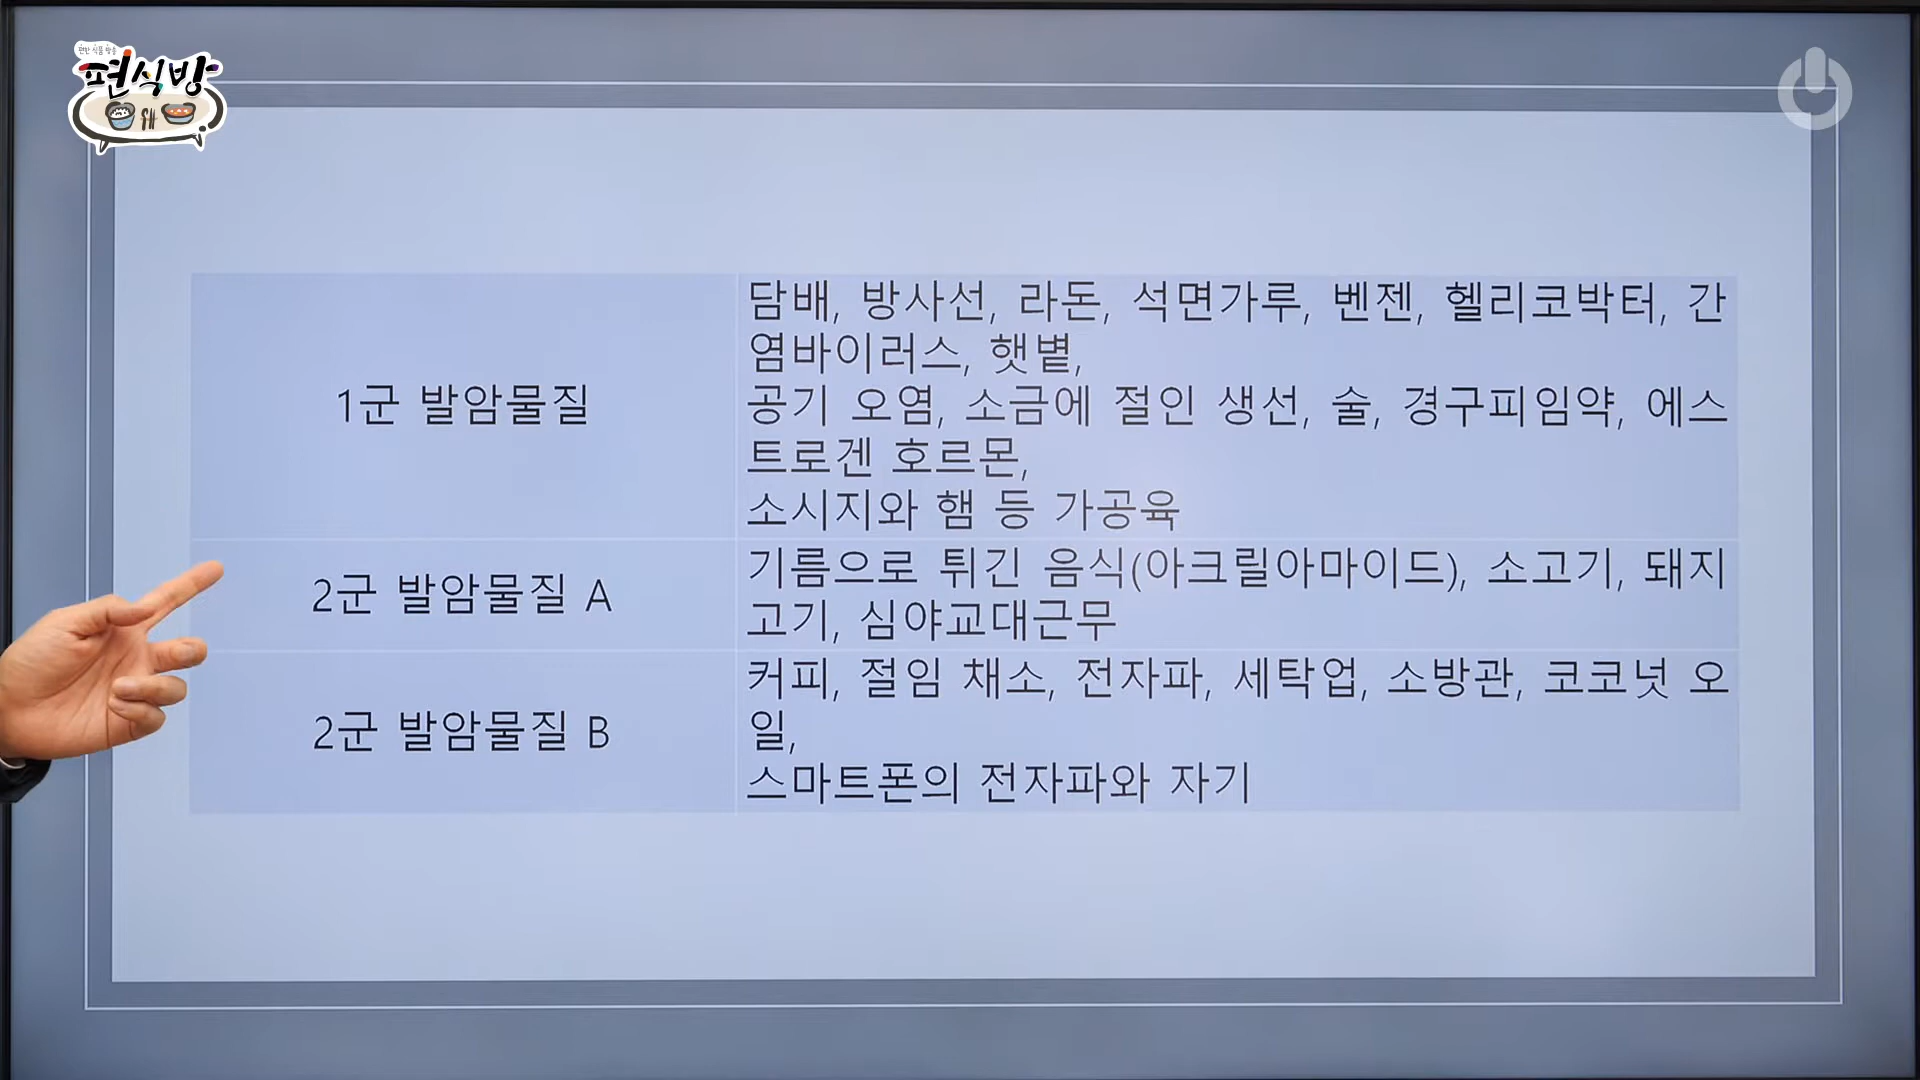 편한 식품 방송
편식방
1군 발암물질
담배, 방사선, 라돈, 석면가루, 벤젠, 헬리코박터, 간
염바이러스, 햇볕,
공기 오염, 소금에 절인 생선, 술, 경구피임약, 에스
트로겐 호르몬,
소시지와 햄 등 가공육
2군 발암물질 A
기름으로 튀긴 음식(아크릴아마이드), 소고기, 돼지
고기, 심야교대근무
2군 발암물질 B
커피, 절임 채소, 전자파, 세탁업, 소방관, 코코넛 오
일,
스마트폰의 전자파와 자기